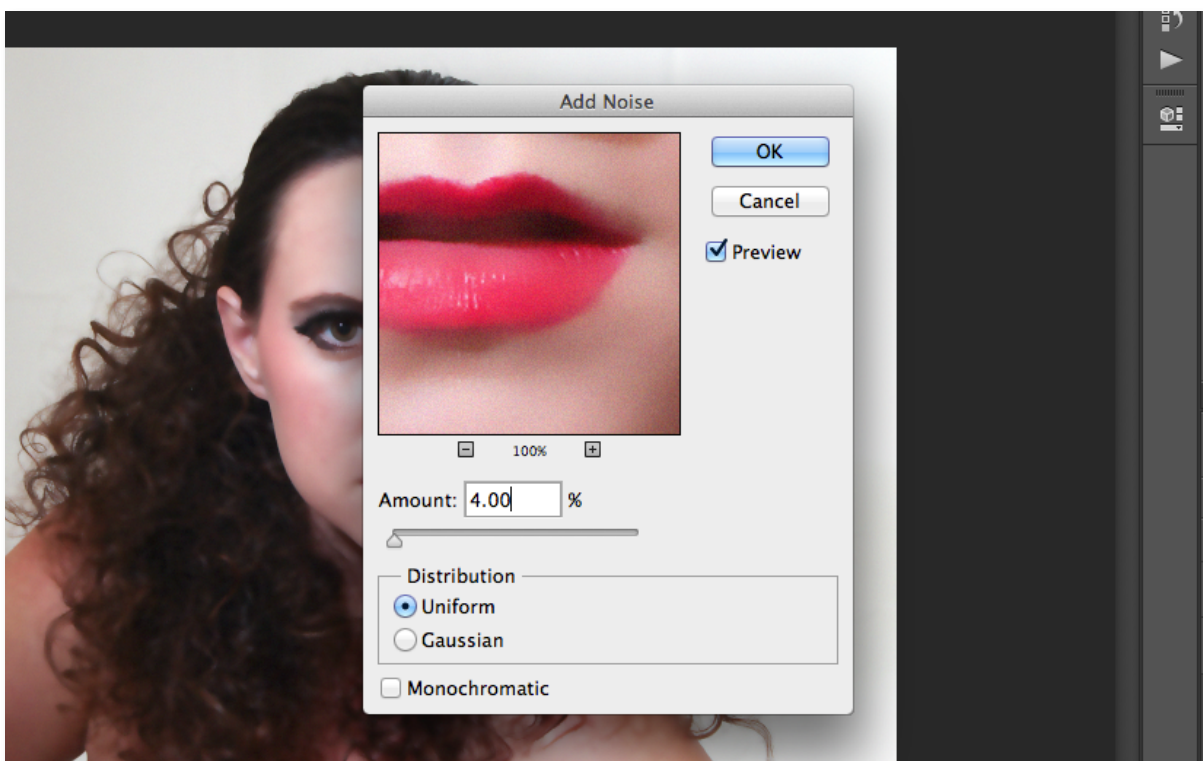 Add Noise
OK
Cancel
Preview
100%
Amount: 4.00 %
Distribution
Uniform
Gaussian
Monochromatic